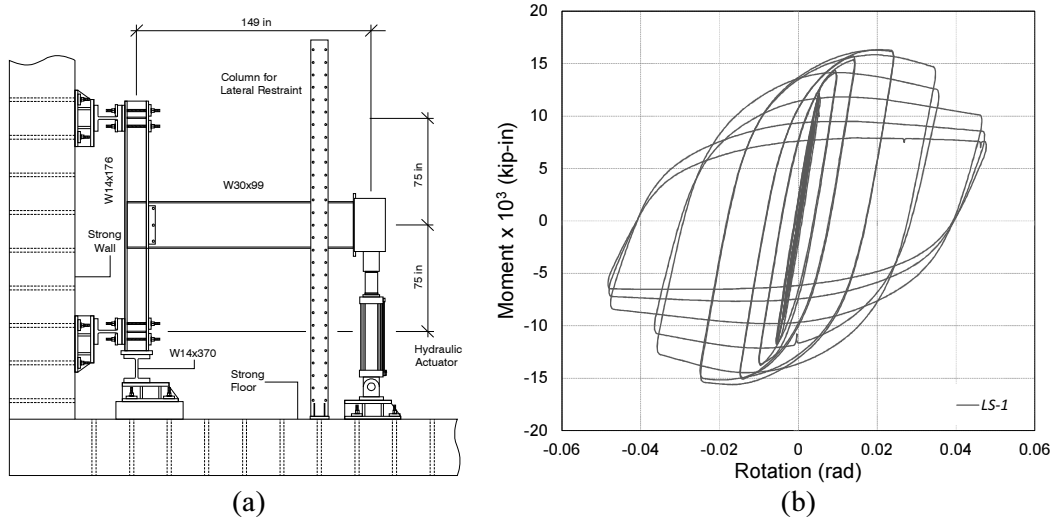 149 in
Column for
Lateral Restraint
W14x176
W30x99
75 in
Strong
Wall
75 in
W14x370
Hydraulic
Actuator
Strong
Floor
(a)
20
15
10
5
0
-5
-10
-15
-20
Moment x 10³ (kip-in)
LS-1
-0.06
-0.04
-0.02
0
0.02
0.04
0.06
Rotation (rad)
(b)